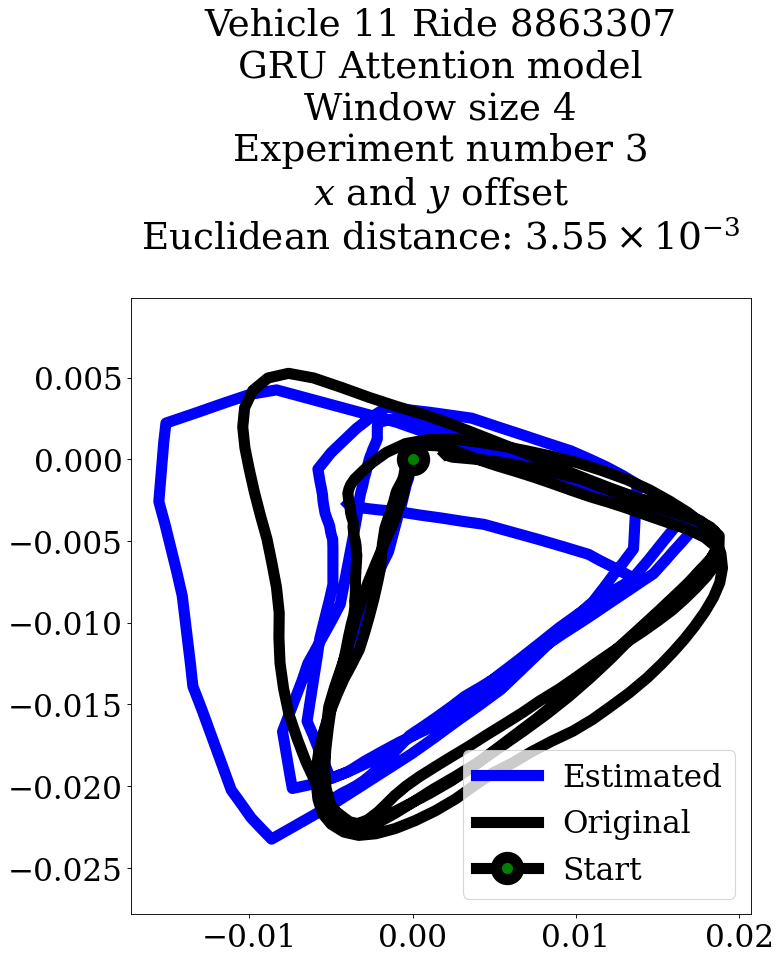 Vehicle 11 Ride 8863307
GRU Attention model
Window size 4
Experiment number 3
x and y offset
Euclidean distance: 3.55 × 10⁻³
0.005
0.000
−0.005
−0.010
−0.015
−0.020
−0.025
Estimated
Original
Start
−0.01
0.00
0.01
0.02